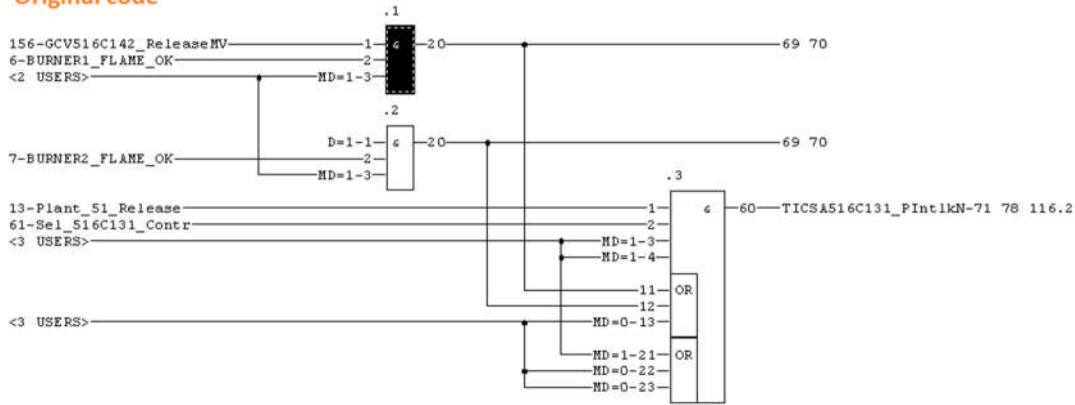 Original code
.1
156-GCV516C142_ReleaseMV 1 & 20 69 70
6-BURNER1_FLAME_OK 2
<2 USERS> MD=1-3
.2
D=1-1 & 20 69 70
7-BURNER2_FLAME_OK 2
MD=1-3
.3
13-Plant_51_Release 1 & 60 TICSA516C131_PIntlkN-71 78 116.2
61-Sel_516C131_Contr 2
<3 USERS> MD=1-3
MD=1-4
11 OR
12
<3 USERS> MD=0-13
MD=1-21 OR
MD=0-22
MD=0-23